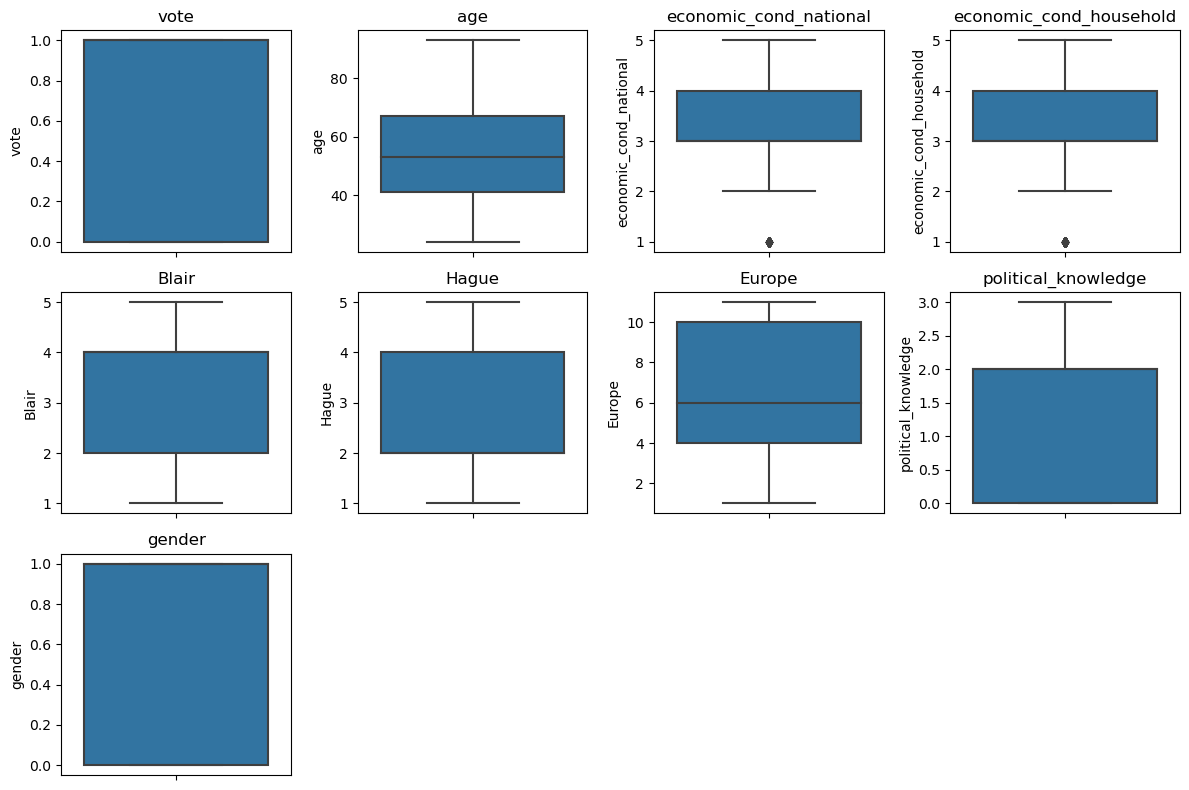 vote
age
economic_cond_national
economic_cond_household
1.0
0.8
0.6
0.4
0.2
0.0
vote
80
60
40
age
5
4
3
2
1
economic_cond_national
5
4
3
2
1
economic_cond_household
Blair
Hague
Europe
political_knowledge
5
4
3
2
1
Blair
5
4
3
2
1
Hague
10
8
6
4
2
Europe
3.0
2.5
2.0
1.5
1.0
0.5
0.0
political_knowledge
gender
1.0
0.8
0.6
0.4
0.2
0.0
gender